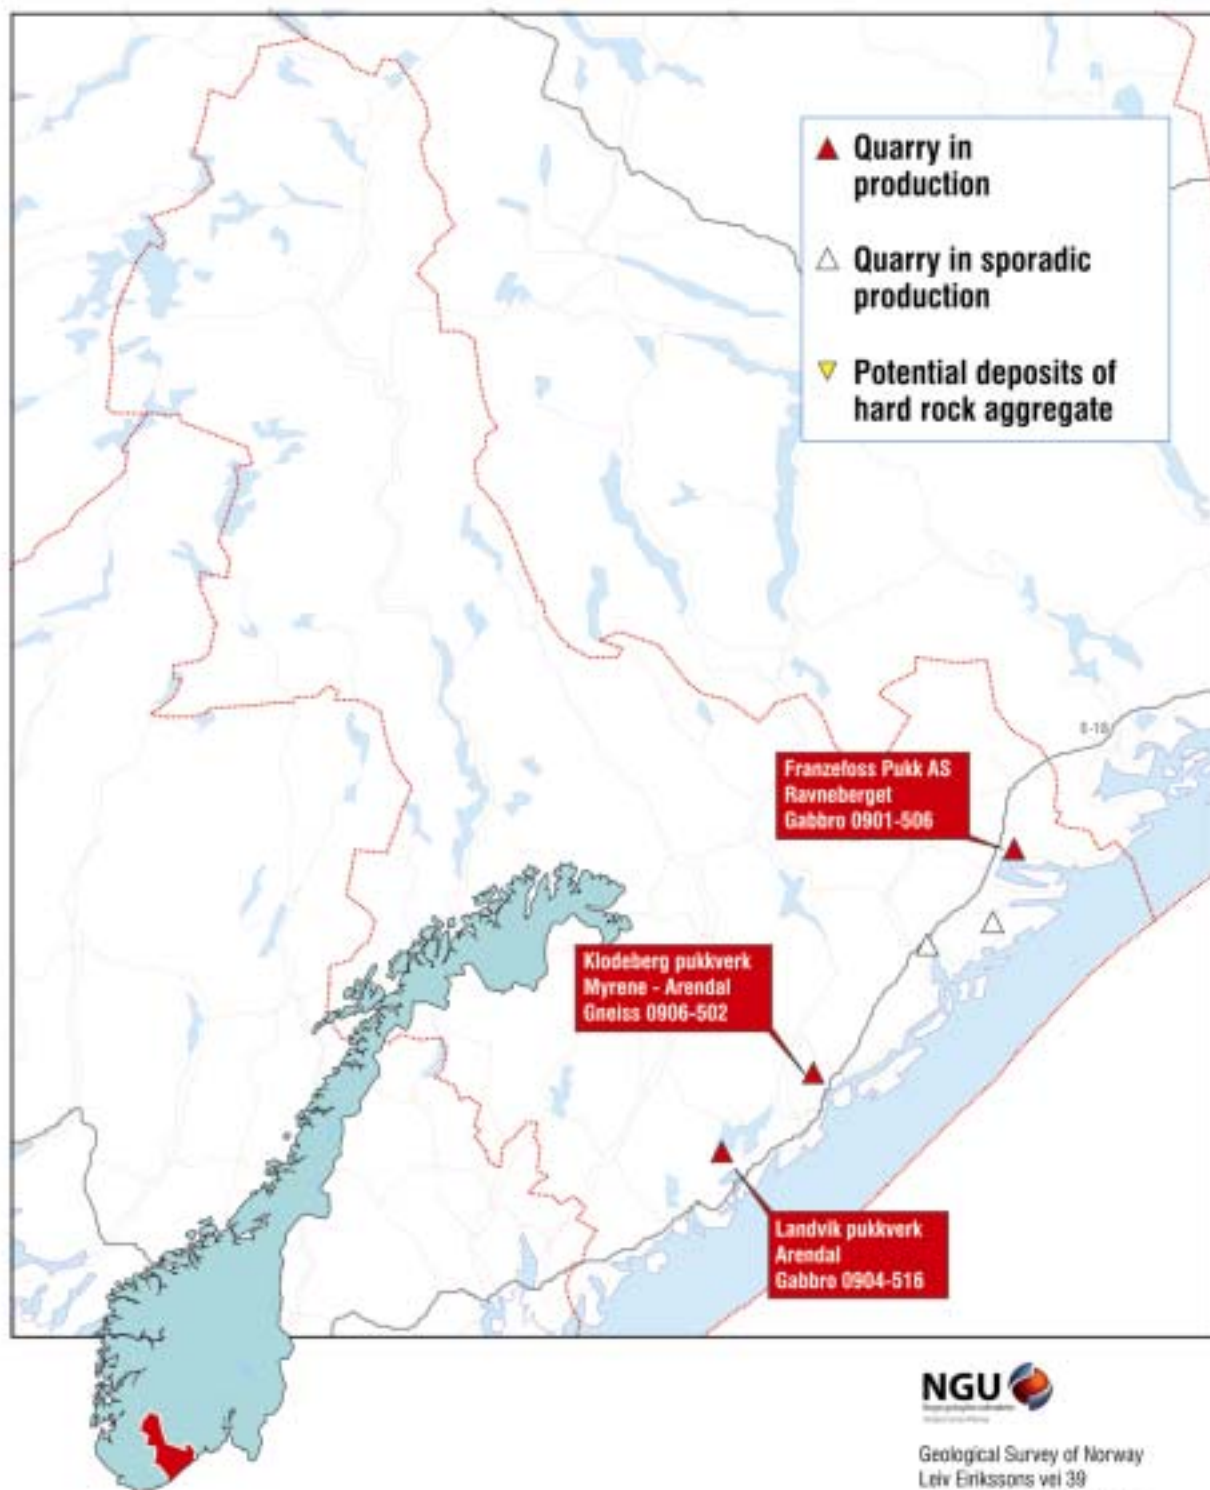 Quarry in
production
Quarry in sporadic
production
Potential deposits of
hard rock aggregate
E-18
Franzefoss Pukk AS
Ravneberget
Gabbro 0901-506
Klodeberg pukkverk
Myrene - Arendal
Gneiss 0906-502
Landvik pukkverk
Arendal
Gabbro 0904-516
NGU
Geological Survey of Norway
Leiv Eirikssons vei 39